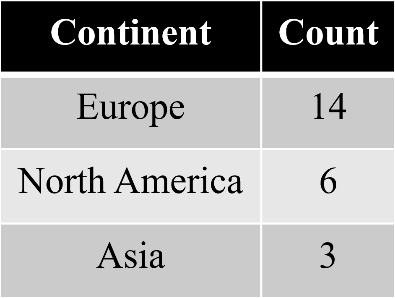 Continent Count
Europe 14
North America 6
Asia 3